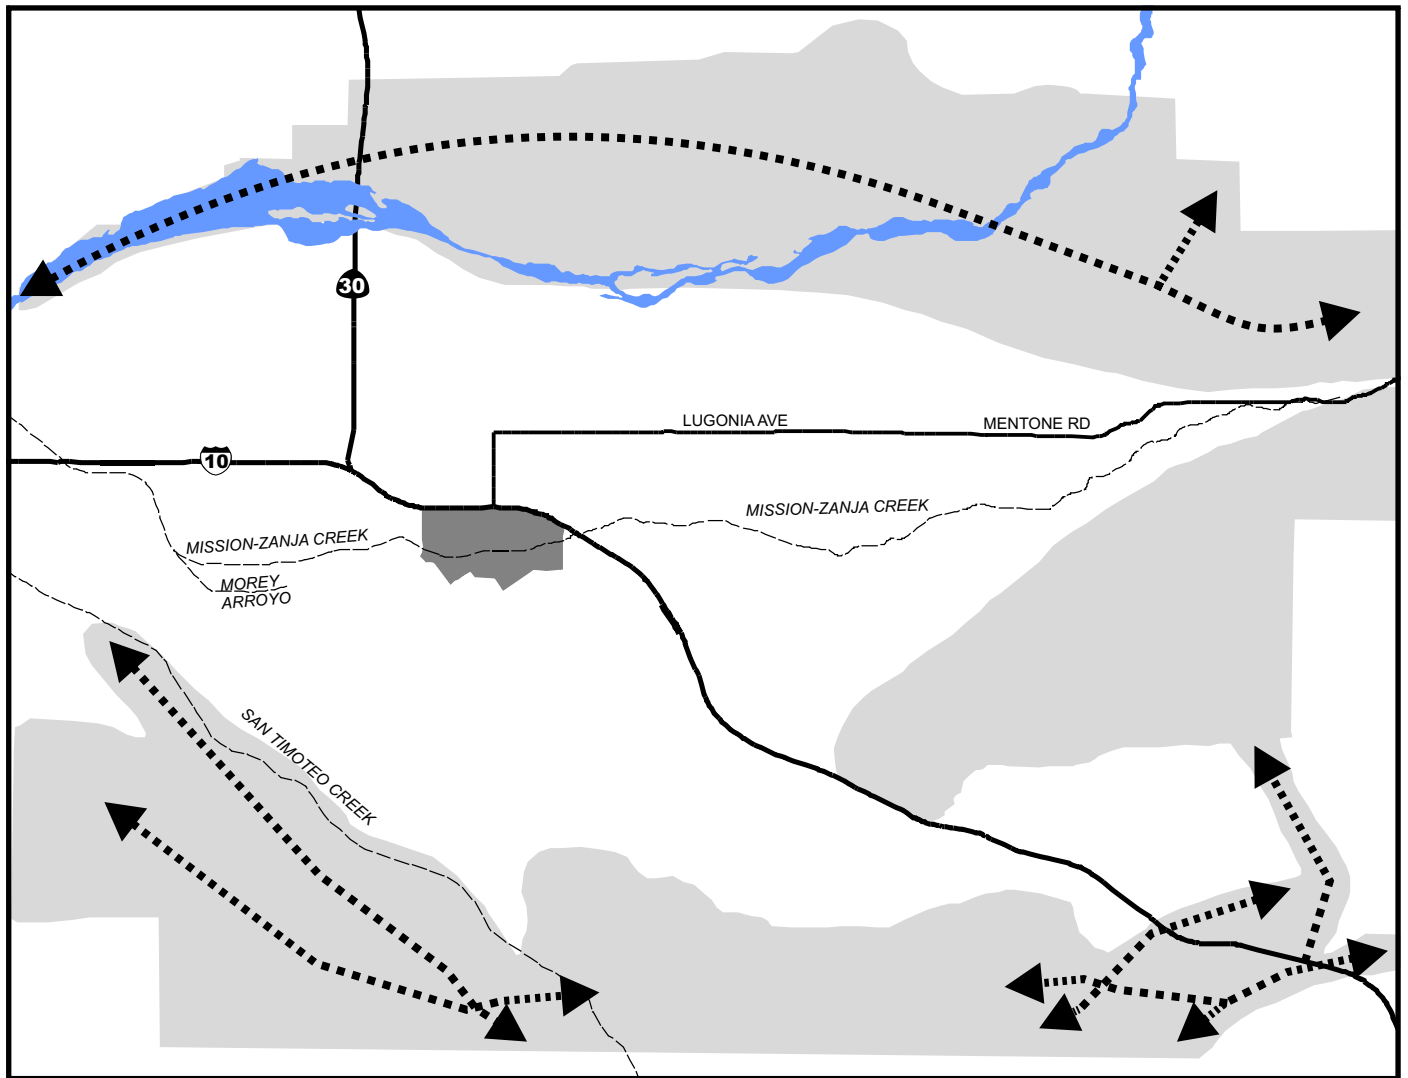 30
LUGONIA AVE
MENTONE RD
10
MISSION-ZANJA CREEK
MISSION-ZANJA CREEK
MOREY
ARROYO
SAN TIMOTEO CREEK